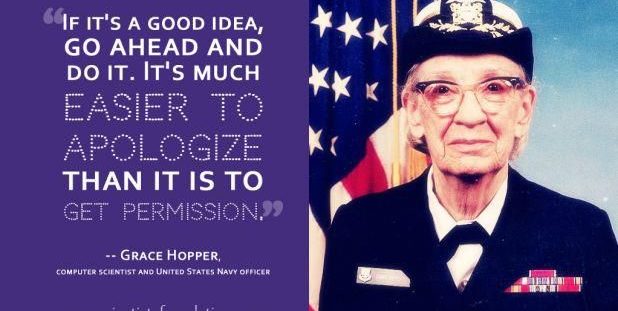 “IF IT'S A GOOD IDEA,
GO AHEAD AND
DO IT. IT'S MUCH
EASIER TO
APOLOGIZE
THAN IT IS TO
GET PERMISSION.”
-- GRACE HOPPER,
COMPUTER SCIENTIST AND UNITED STATES NAVY OFFICER